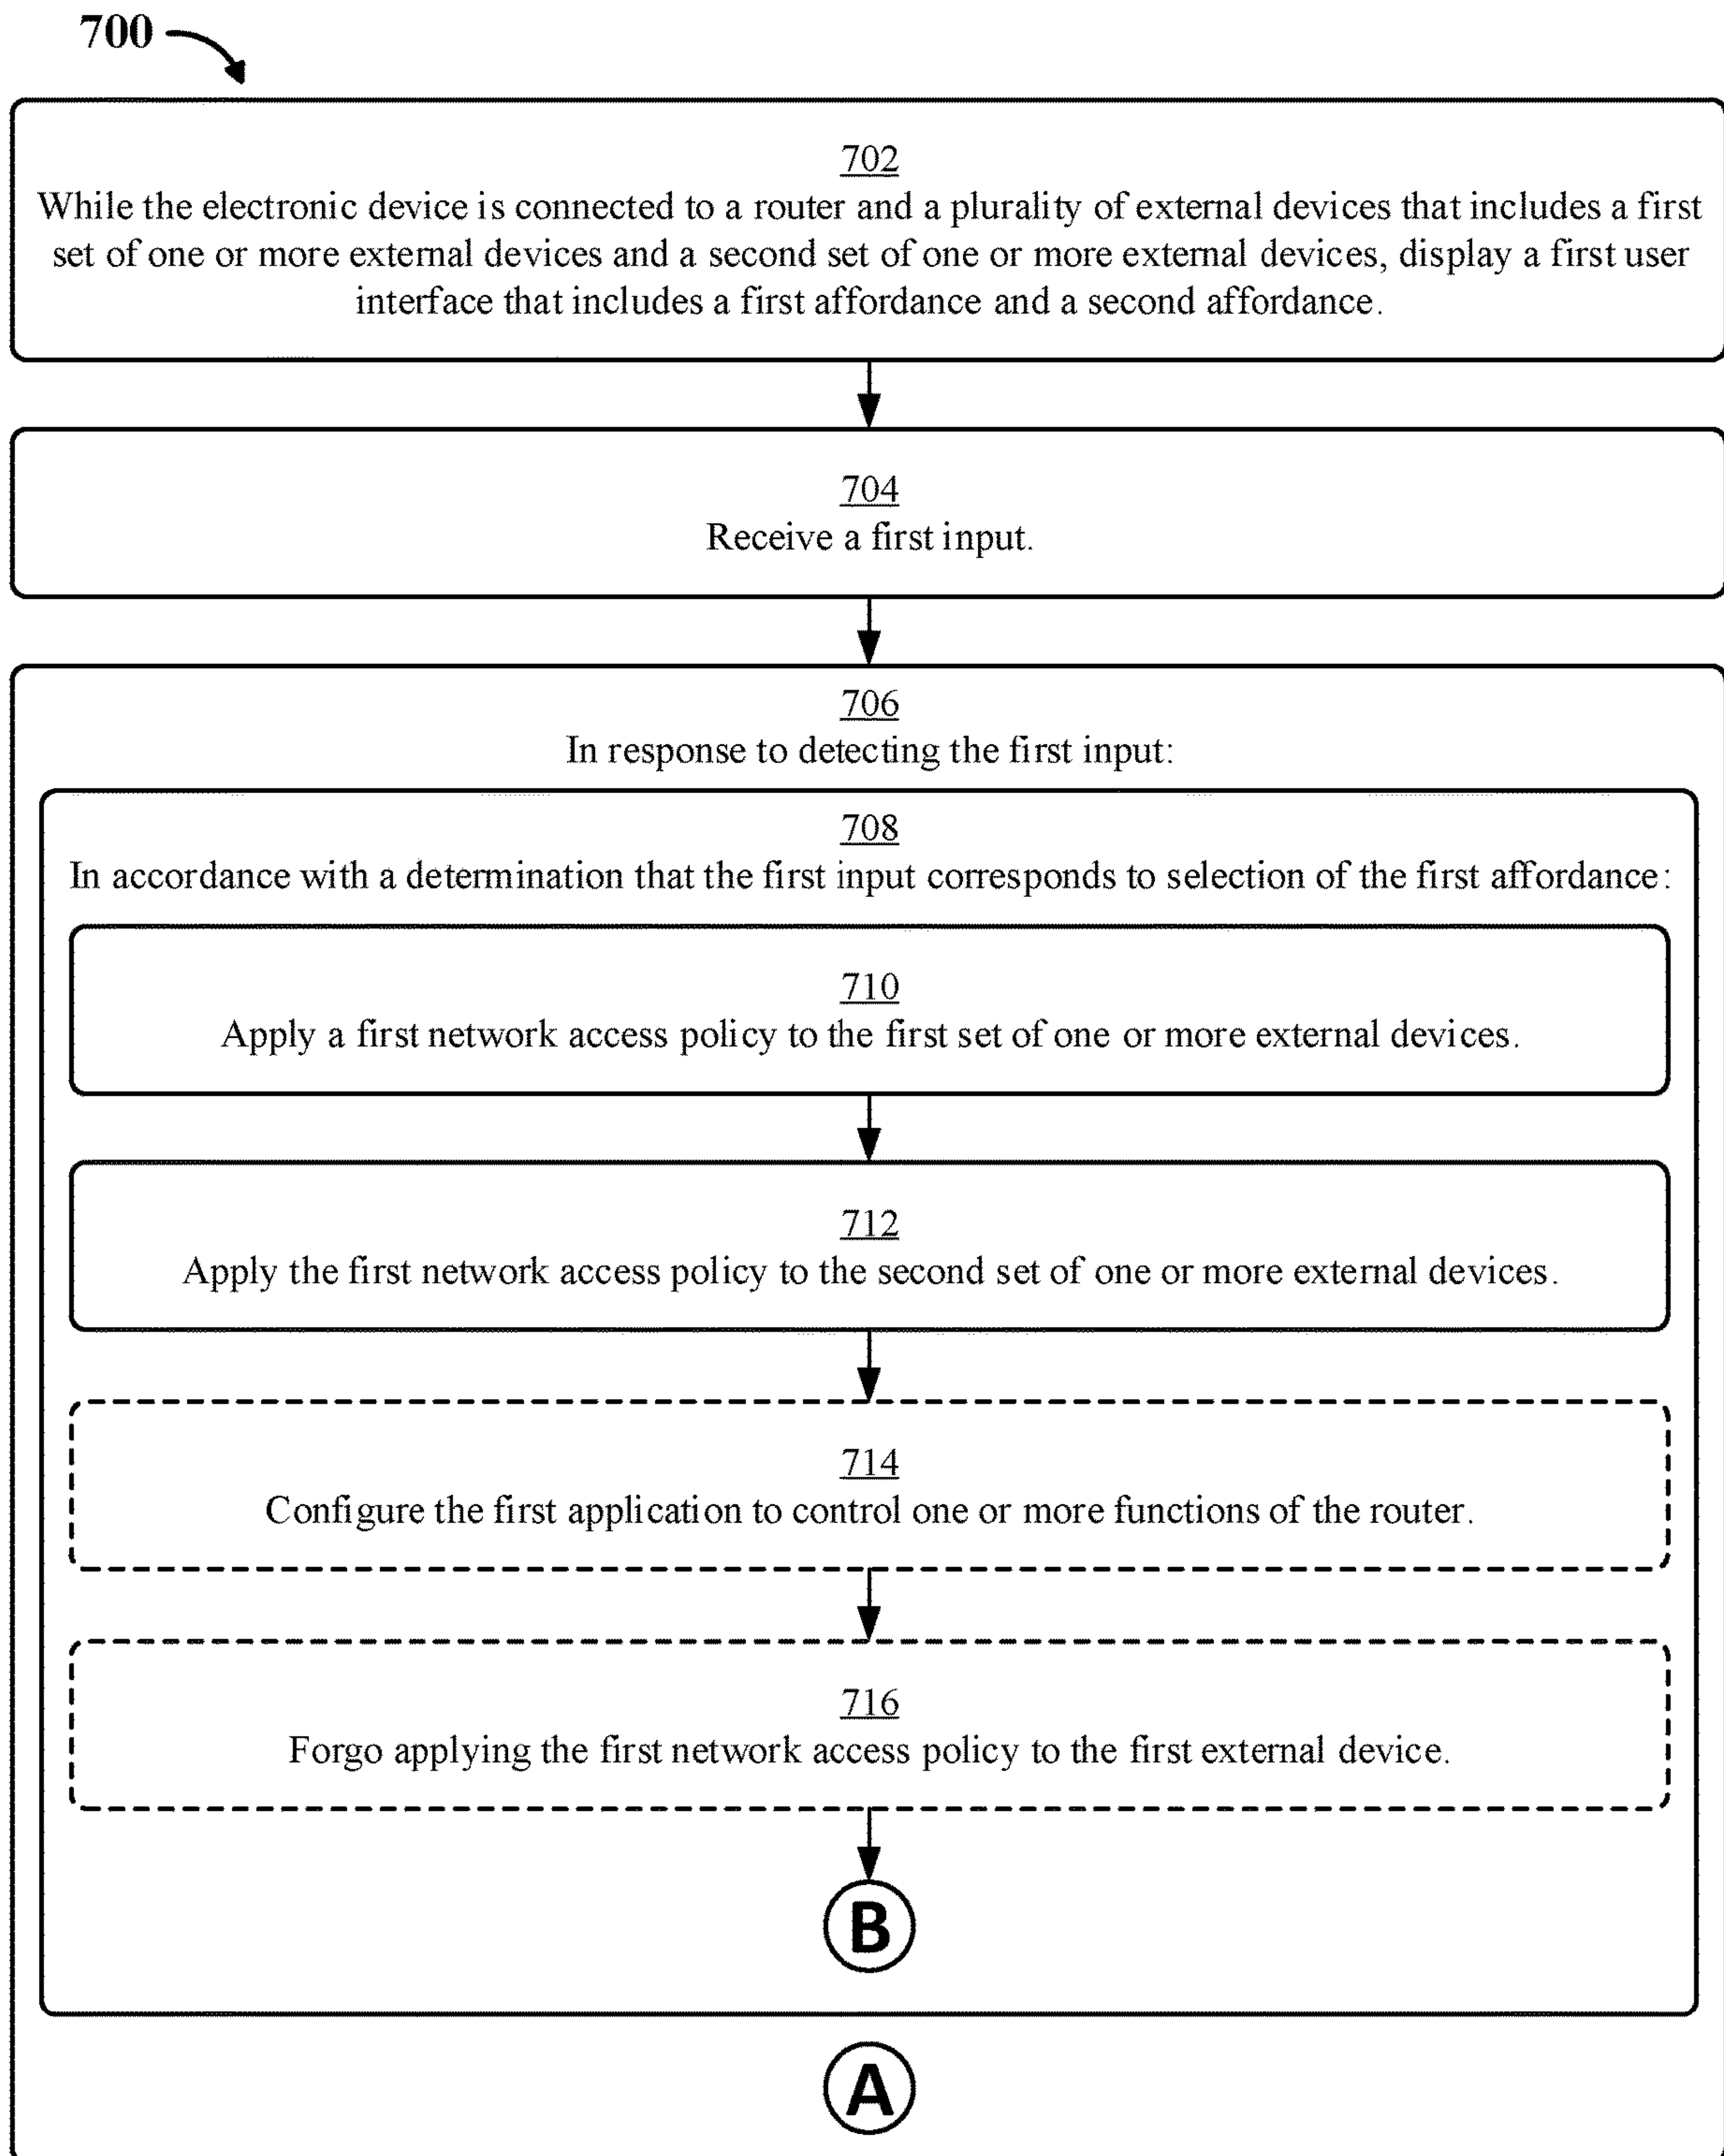 700
702
While the electronic device is connected to a router and a plurality of external devices that includes a first
set of one or more external devices and a second set of one or more external devices, display a first user
interface that includes a first affordance and a second affordance.
704
Receive a first input.
706
In response to detecting the first input:
708
In accordance with a determination that the first input corresponds to selection of the first affordance:
710
Apply a first network access policy to the first set of one or more external devices.
712
Apply the first network access policy to the second set of one or more external devices.
714
Configure the first application to control one or more functions of the router.
716
Forgo applying the first network access policy to the first external device.
B
A